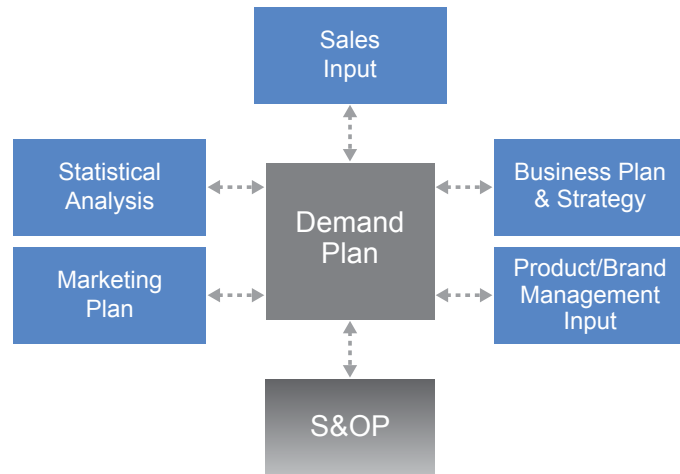 Sales
Input
Statistical
Analysis
Business Plan
& Strategy
Demand
Plan
Marketing
Plan
Product/Brand
Management
Input
S&OP